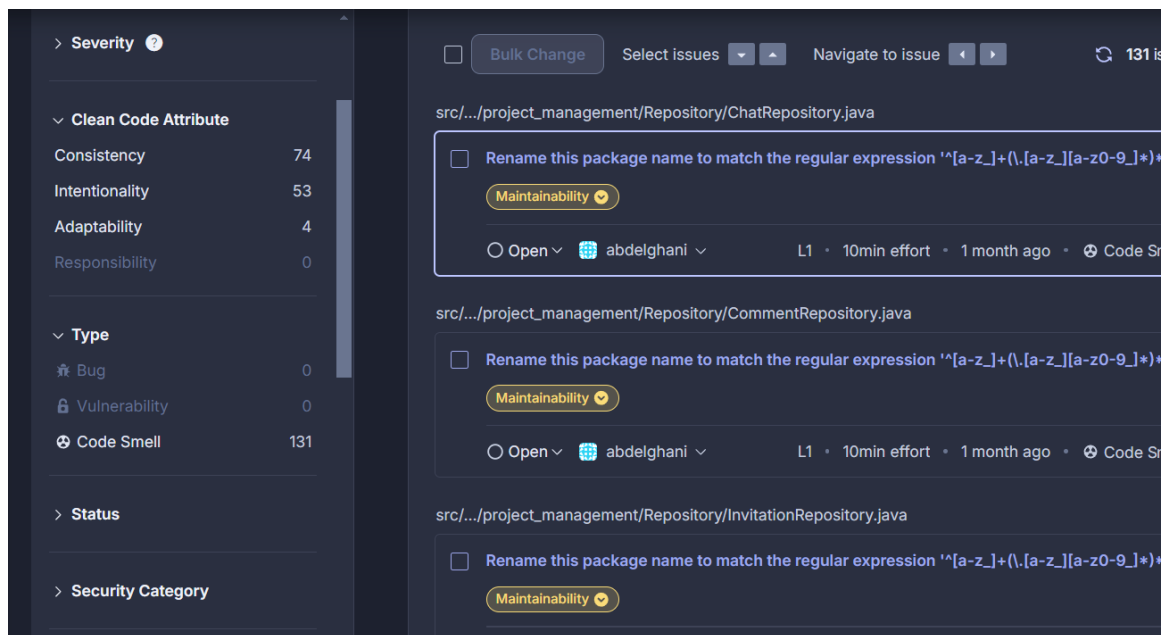 Severity ?
Clean Code Attribute
Consistency 74
Intentionality 53
Adaptability 4
Responsibility 0
Type
Bug 0
Vulnerability 0
Code Smell 131
Status
Security Category
Bulk Change Select issues Navigate to issue 131 is
src/.../project_management/Repository/ChatRepository.java
Rename this package name to match the regular expression '^[a-z_]+(\.[a-z_][a-z0-9_]*)*
Maintainability
Open abdelghani L1 • 10min effort • 1 month ago • Code Sm
src/.../project_management/Repository/CommentRepository.java
Rename this package name to match the regular expression '^[a-z_]+(\.[a-z_][a-z0-9_]*)*
Maintainability
Open abdelghani L1 • 10min effort • 1 month ago • Code Sm
src/.../project_management/Repository/InvitationRepository.java
Rename this package name to match the regular expression '^[a-z_]+(\.[a-z_][a-z0-9_]*)*
Maintainability